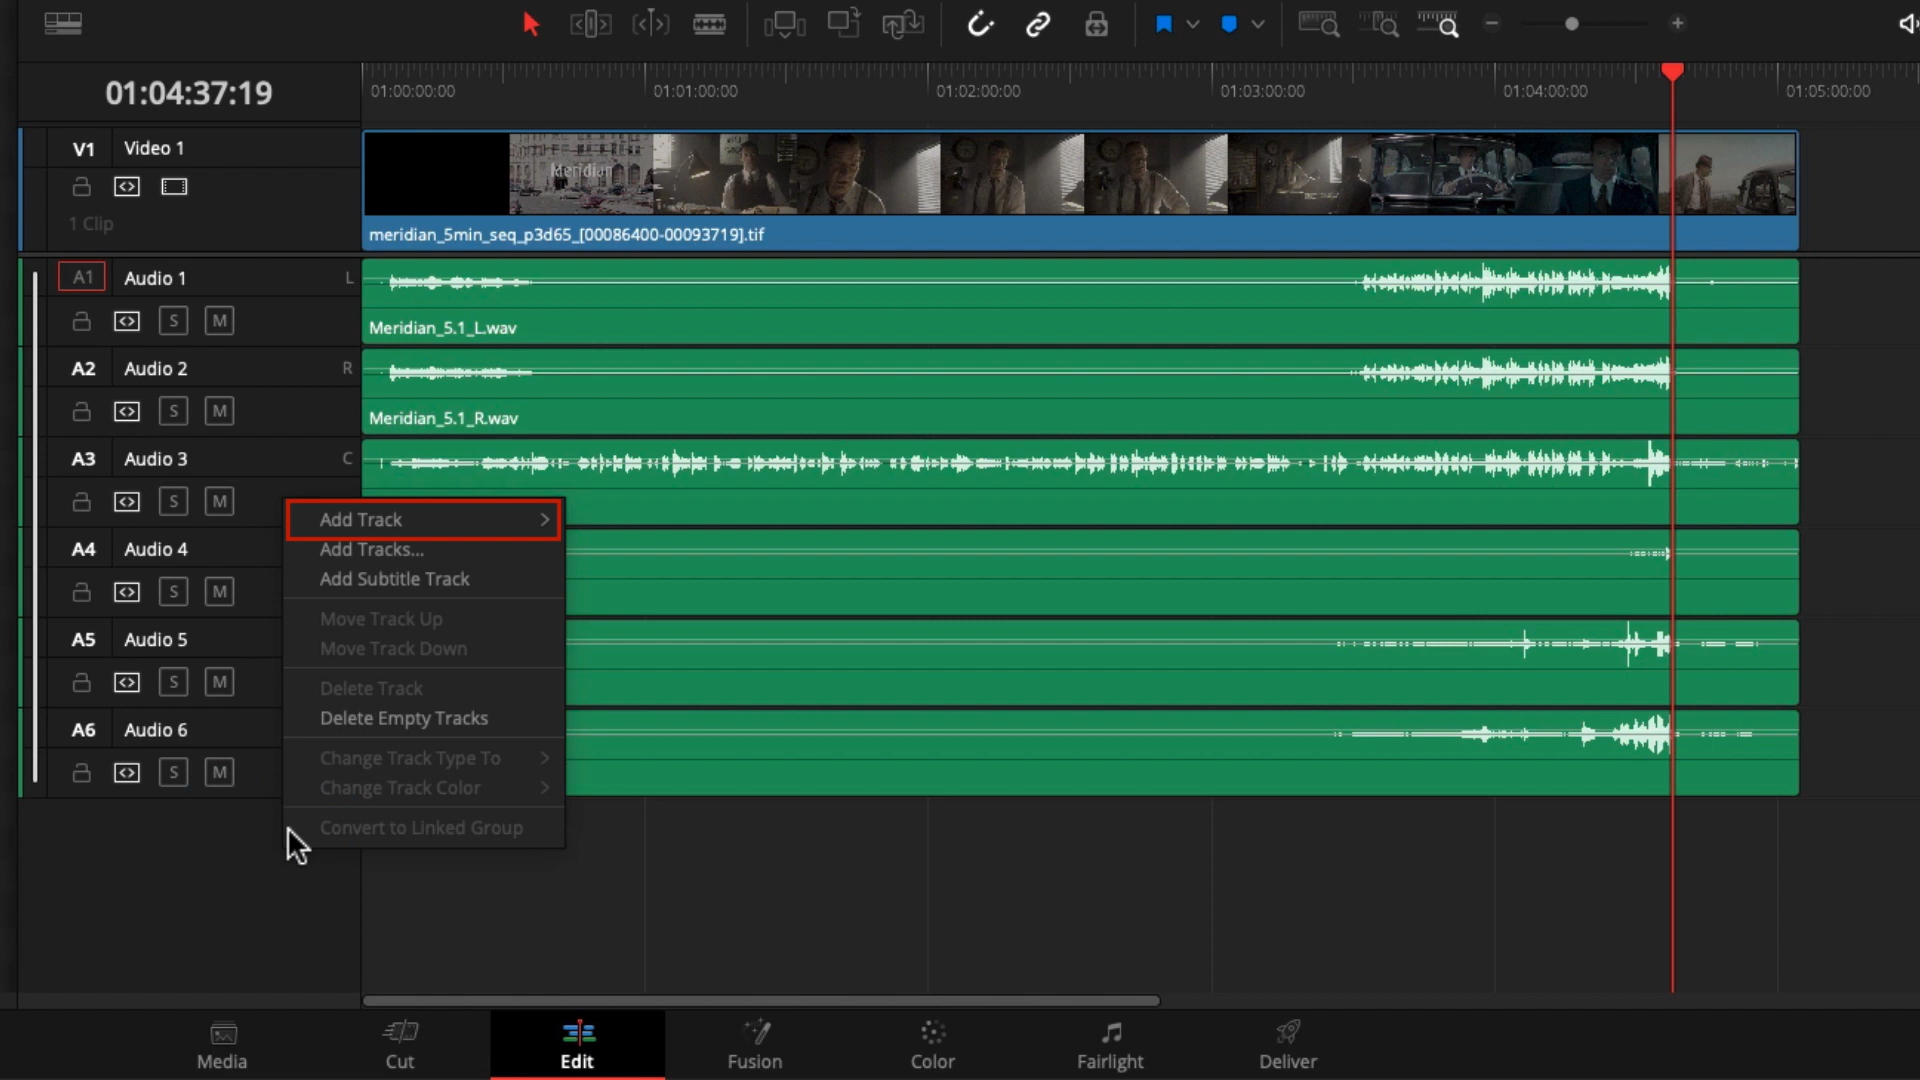 01:04:37:19
01:00:00:00
01:01:00:00
01:02:00:00
01:03:00:00
01:04:00:00
01:05:00:00
V1 Video 1
1 Clip
Meridian
meridian_5min_seq_p3d65_[00086400-00093719].tif
A1 Audio 1 L
S M
Meridian_5.1_L.wav
A2 Audio 2 R
S M
Meridian_5.1_R.wav
A3 Audio 3 C
S M
A4 Audio 4
S M
A5 Audio 5
S M
A6 Audio 6
S M
Add Track
Add Tracks...
Add Subtitle Track
Move Track Up
Move Track Down
Delete Track
Delete Empty Tracks
Change Track Type To
Change Track Color
Convert to Linked Group
Media
Cut
Edit
Fusion
Color
Fairlight
Deliver